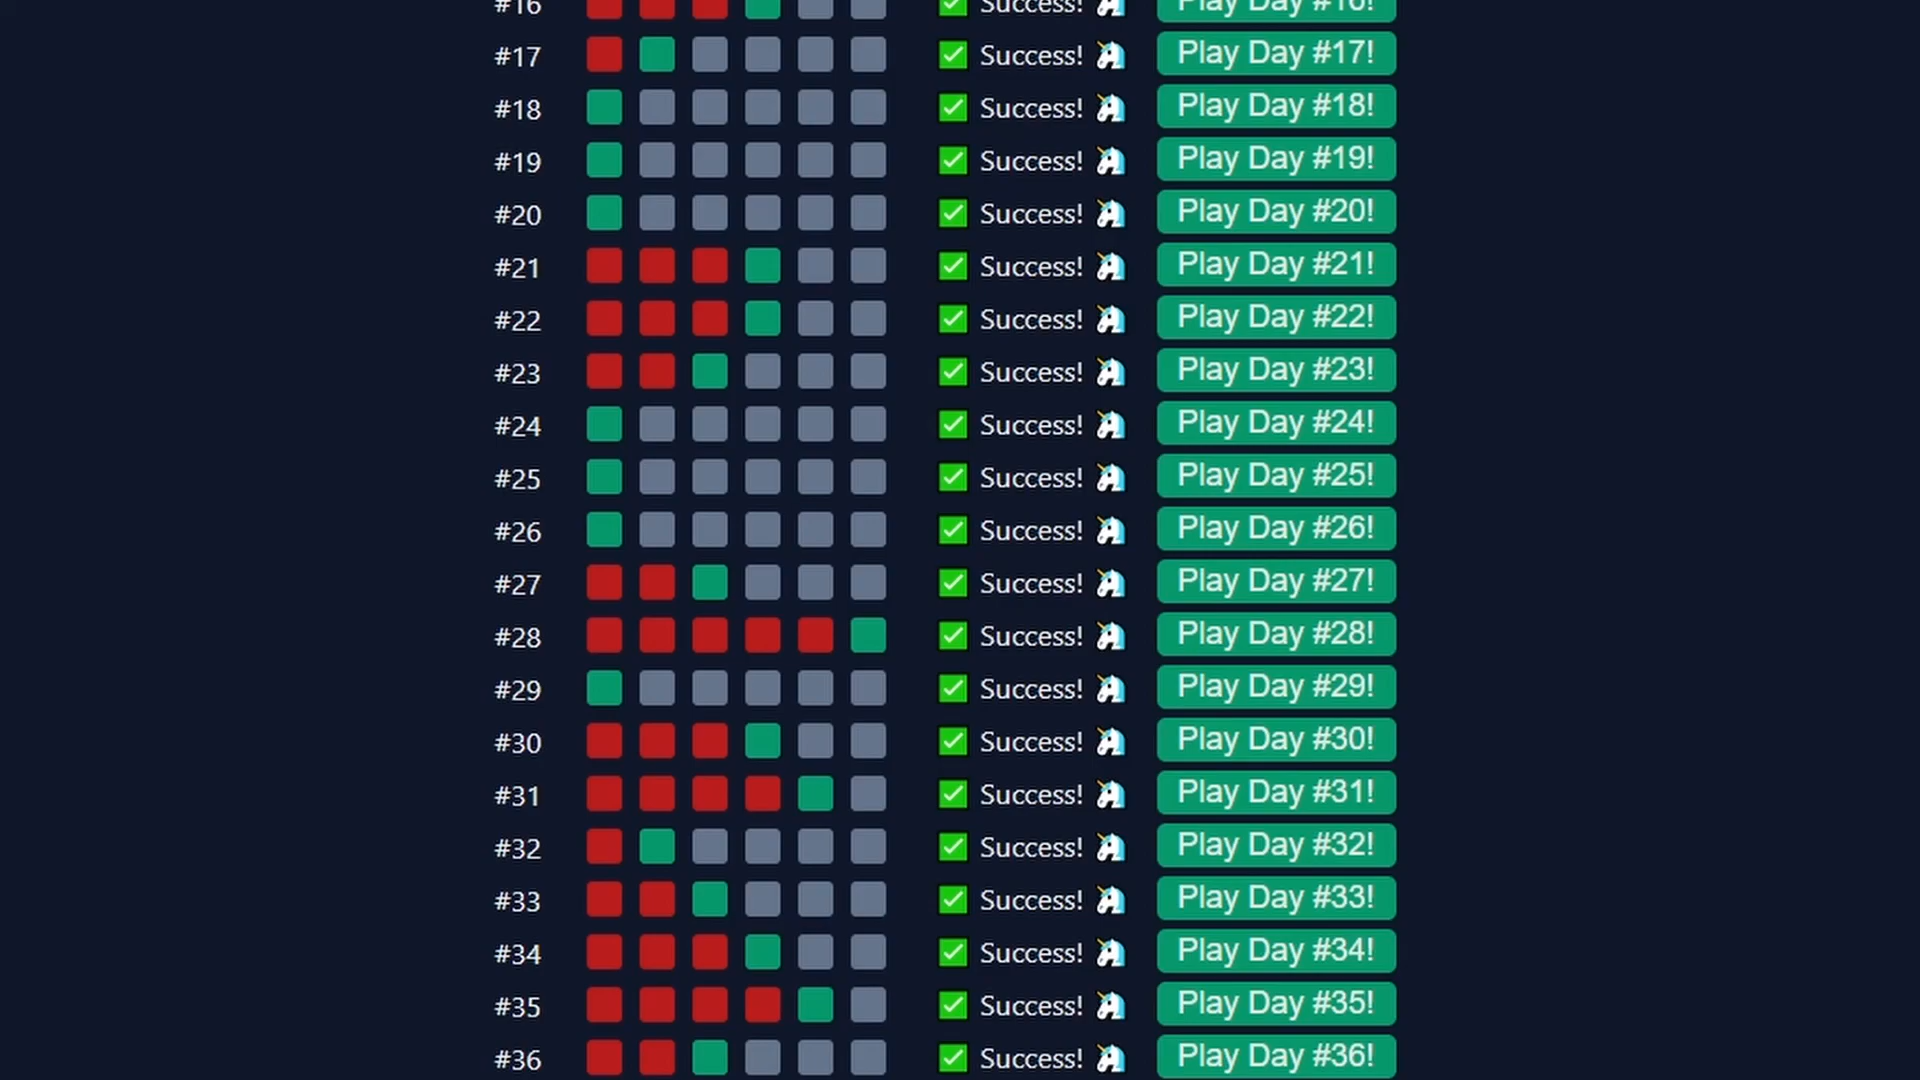 #16 Success! Play Day #16!
#17 Success! Play Day #17!
#18 Success! Play Day #18!
#19 Success! Play Day #19!
#20 Success! Play Day #20!
#21 Success! Play Day #21!
#22 Success! Play Day #22!
#23 Success! Play Day #23!
#24 Success! Play Day #24!
#25 Success! Play Day #25!
#26 Success! Play Day #26!
#27 Success! Play Day #27!
#28 Success! Play Day #28!
#29 Success! Play Day #29!
#30 Success! Play Day #30!
#31 Success! Play Day #31!
#32 Success! Play Day #32!
#33 Success! Play Day #33!
#34 Success! Play Day #34!
#35 Success! Play Day #35!
#36 Success! Play Day #36!